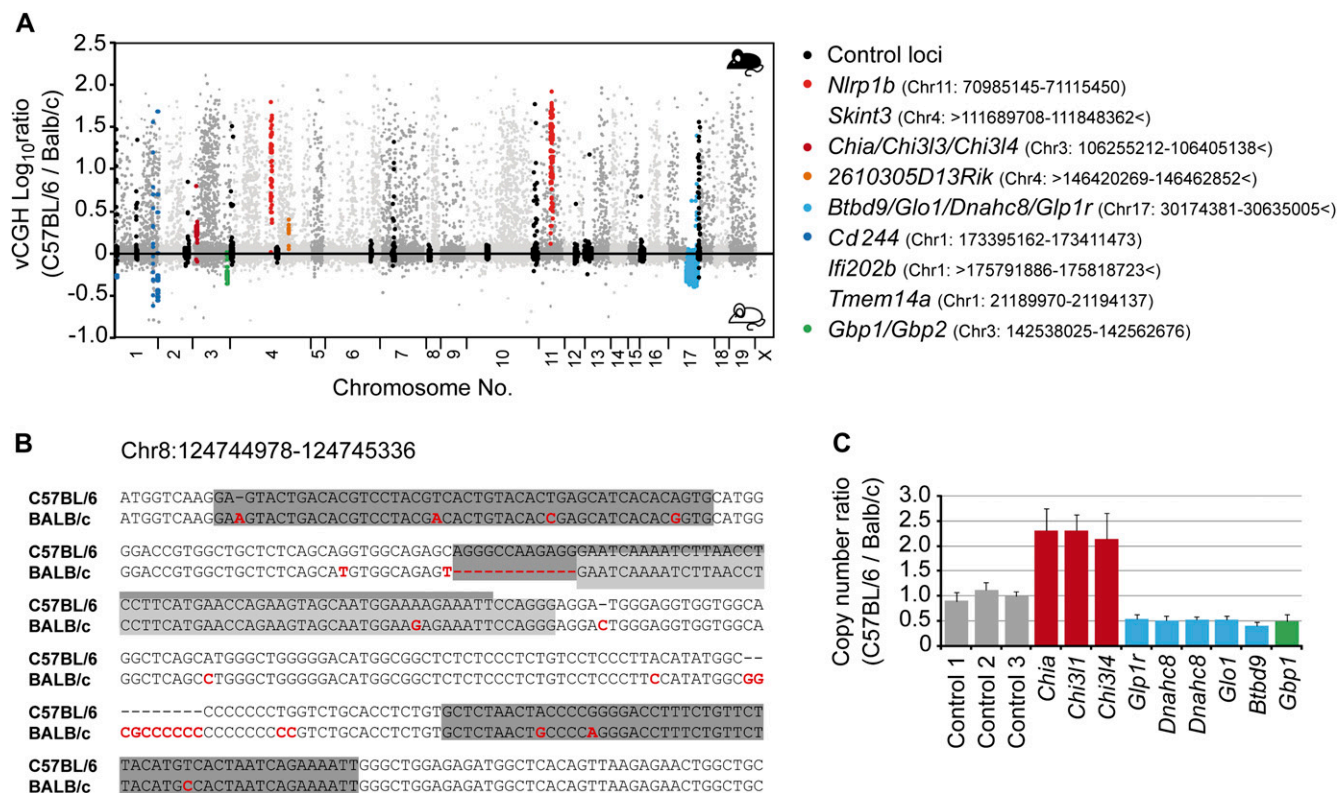 A
vCGH Log10ratio
(C57BL/6 / Balb/c)
2.5
2.0
1.5
1.0
0.5
0
-0.5
-1.0
1 2 3 4 5 6 7 8 9 10 11 12 13 14 15 16 17 18 19 X
Chromosome No.
Control loci
Nlrp1b (Chr11: 70985145-71115450)
Skint3 (Chr4: >111689708-111848362<)
Chia/Chi3l3/Chi3l4 (Chr3: 106255212-106405138<)
2610305D13Rik (Chr4: >146420269-146462852<)
Btbd9/Glo1/Dnahc8/Glp1r (Chr17: 30174381-30635005<)
Cd244 (Chr1: 173395162-173411473)
Ifi202b (Chr1: >175791886-175818723<)
Tmem14a (Chr1: 21189970-21194137)
Gbp1/Gbp2 (Chr3: 142538025-142562676)
B
Chr8:124744978-124745336
C57BL/6 ATGGTCAAGGA-GTACTGACACGTCCTACGTCACTGTACACTGAGCATCACACAGTGCATGG
BALB/c ATGGTCAAGGAAGTACTGACACGTCCTACGACACTGTACACCGAGCATCACACGGTGCATGG
C57BL/6 GGACCGTGGCTGCTCTCAGCAGGTGGCAGAGCAGGGCCAAGAGGGAATCAAAATCTTAACCT
BALB/c GGACCGTGGCTGCTCTCAGCATGTGGCAGAGT------------GAATCAAAATCTTAACCT
C57BL/6 CCTTCATGAACCAGAAGTAGCAATGGAAAAGAAATTCCAGGGAGGA-TGGGAGGTGGTGGCA
BALB/c CCTTCATGAACCAGAAGTAGCAATGGAAGAGAAATTCCAGGGAGGACTGGGAGGTGGTGGCA
C57BL/6 GGCTCAGCATGGGCTGGGGGACATGGCGGCTCTCTCCCTCTGTCCTCCCTTACATATGGC--
BALB/c GGCTCAGCCTGGGCTGGGGGACATGGCGGCTCTCTCCCTCTGTCCTCCCTTCCATATGGCGG
C57BL/6 --------CCCCCCCTGGTCTGCACCTCTGTGCTCTAACTACCCCGGGGACCTTTCTGTTCT
BALB/c CGCCCCCCCCCCCCCCCGTCTGCACCTCTGTGCTCTAACTGCCCCAGGGACCTTTCTGTTCT
C57BL/6 TACATGTCACTAATCAGAAAATTGGGCTGGAGAGATGGCTCACAGTTAAGAGAACTGGCTGC
BALB/c TACATGCCACTAATCAGAAAATTGGGCTGGAGAGATGGCTCACAGTTAAGAGAACTGGCTGC
C
Copy number ratio
(C57BL/6 / Balb/c)
3.0
2.5
2.0
1.5
1.0
0.5
0
Control 1
Control 2
Control 3
Chia
Chi3l1
Chi3l4
Glp1r
Dnahc8
Dnahc8
Glo1
Btbd9
Gbp1